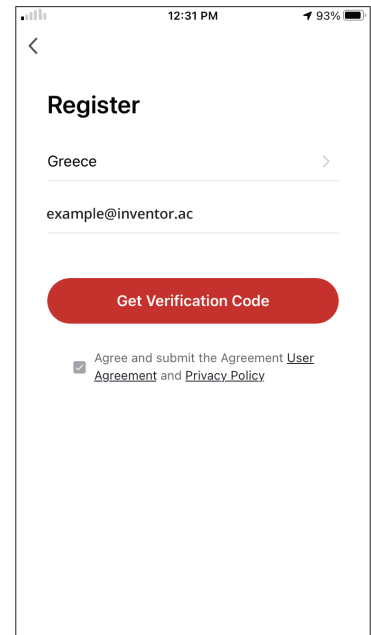 12:31 PM
93%
Register
Greece
example@inventor.ac
Get Verification Code
Agree and submit the Agreement User
Agreement and Privacy Policy